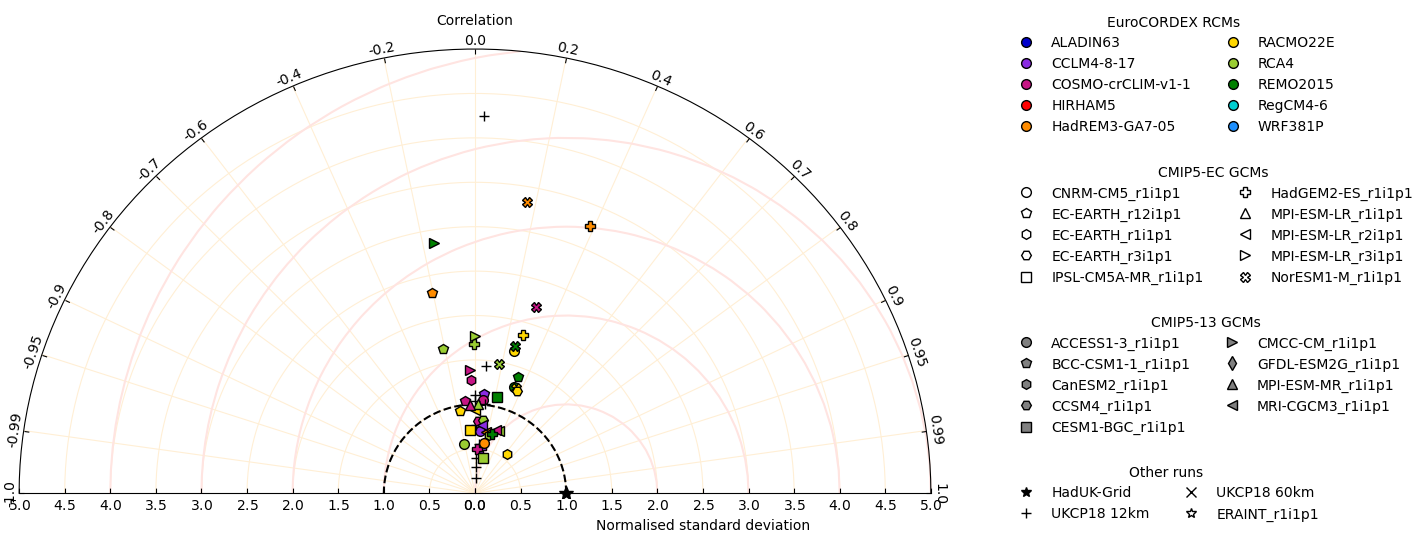 Correlation
0.0
-0.2
0.2
-0.4
0.4
-0.6
0.6
-0.7
0.7
-0.8
0.8
-0.9
0.9
-0.95
0.95
-0.99
0.99
-1.0
1.0
5.0 4.5 4.0 3.5 3.0 2.5 2.0 1.5 1.0 0.5 0.0 0.5 1.0 1.5 2.0 2.5 3.0 3.5 4.0 4.5 5.0
Normalised standard deviation
EuroCORDEX RCMs
ALADIN63 RACMO22E
CCLM4-8-17 RCA4
COSMO-crCLIM-v1-1 REMO2015
HIRHAM5 RegCM4-6
HadREM3-GA7-05 WRF381P
CMIP5-EC GCMs
CNRM-CM5_r1i1p1 HadGEM2-ES_r1i1p1
EC-EARTH_r12i1p1 MPI-ESM-LR_r1i1p1
EC-EARTH_r1i1p1 MPI-ESM-LR_r2i1p1
EC-EARTH_r3i1p1 MPI-ESM-LR_r3i1p1
IPSL-CM5A-MR_r1i1p1 NorESM1-M_r1i1p1
CMIP5-13 GCMs
ACCESS1-3_r1i1p1 CMCC-CM_r1i1p1
BCC-CSM1-1_r1i1p1 GFDL-ESM2G_r1i1p1
CanESM2_r1i1p1 MPI-ESM-MR_r1i1p1
CCSM4_r1i1p1 MRI-CGCM3_r1i1p1
CESM1-BGC_r1i1p1
Other runs
HadUK-Grid UKCP18 60km
UKCP18 12km ERAINT_r1i1p1